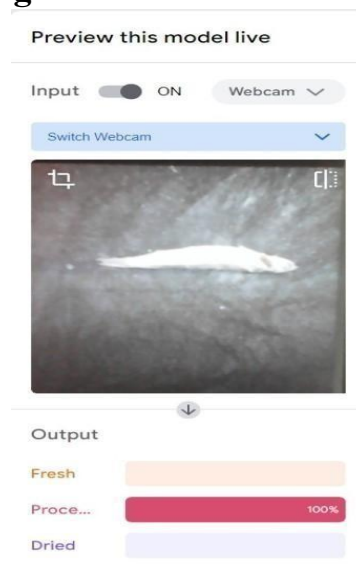 g
Preview this model live
Input ON Webcam
Switch Webcam
Output
Fresh
Proce... 100%
Dried